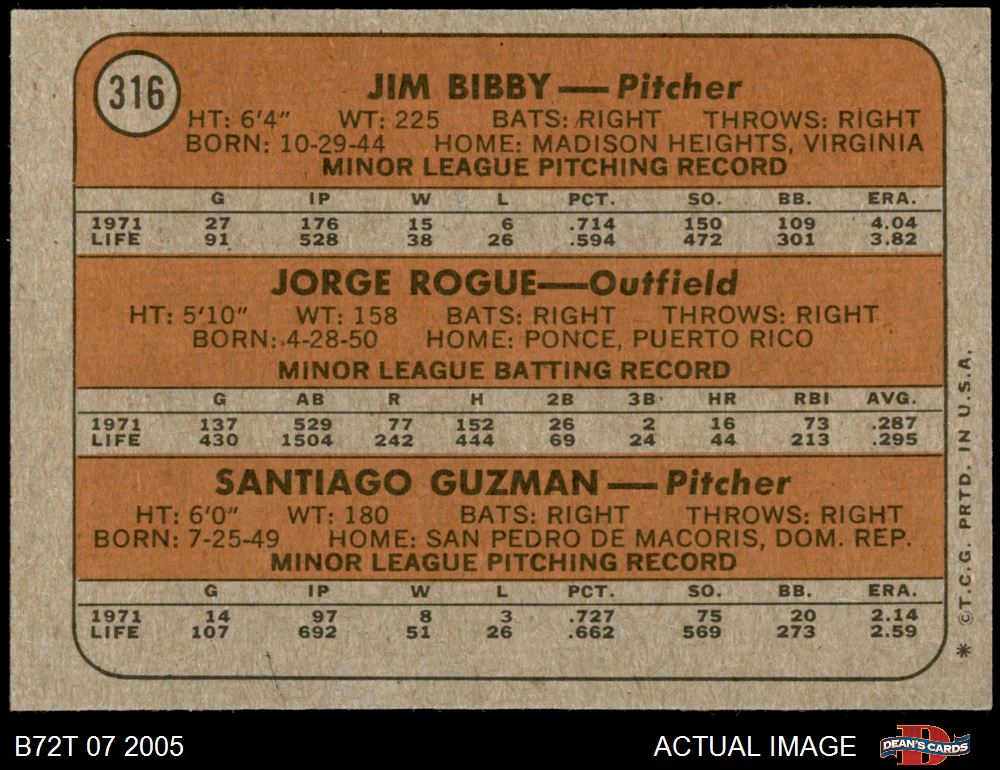 316
JIM BIBBY—Pitcher
HT: 6'4" WT: 225 BATS: RIGHT THROWS: RIGHT
BORN: 10-29-44 HOME: MADISON HEIGHTS, VIRGINIA
MINOR LEAGUE PITCHING RECORD
G IP W L PCT. SO. BB. ERA.
1971 27 176 15 6 .714 150 109 4.04
LIFE 91 528 38 26 .594 472 301 3.82
JORGE ROGUE—Outfield
HT: 5'10" WT: 158 BATS: RIGHT THROWS: RIGHT
BORN: 4-28-50 HOME: PONCE, PUERTO RICO
MINOR LEAGUE BATTING RECORD
G AB R H 2B 3B HR RBI AVG.
1971 137 529 77 152 26 2 16 73 .287
LIFE 430 1504 242 444 69 24 44 213 .295
SANTIAGO GUZMAN—Pitcher
HT: 6'0" WT: 180 BATS: RIGHT THROWS: RIGHT
BORN: 7-25-49 HOME: SAN PEDRO DE MACORIS, DOM. REP.
MINOR LEAGUE PITCHING RECORD
G IP W L PCT. SO. BB. ERA.
1971 14 97 8 3 .727 75 20 2.14
LIFE 107 692 51 26 .662 569 273 2.59
* ©T.C.G. PRTD. IN U.S.A.
B72T 07 2005 ACTUAL IMAGE
D
DEAN'S CARDS